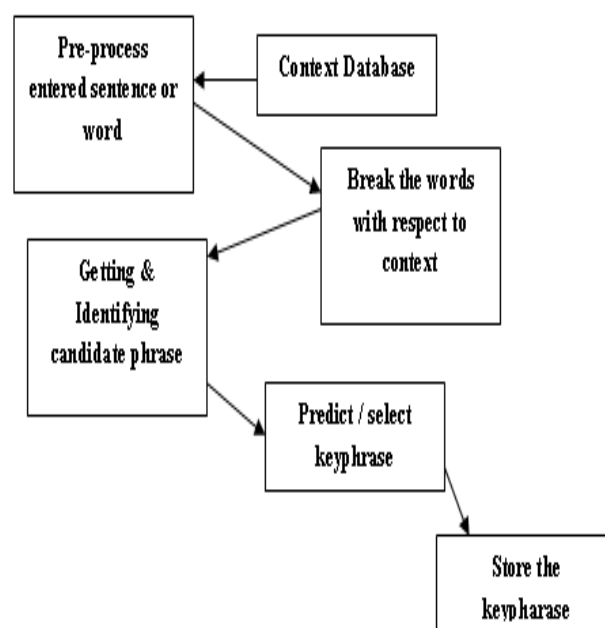 Pre-process
entered sentence or
word
Context Database
Break the words
with respect to
context
Getting &
Identifying
candidate phrase
Predict / select
keyphrase
Store the
keypharase